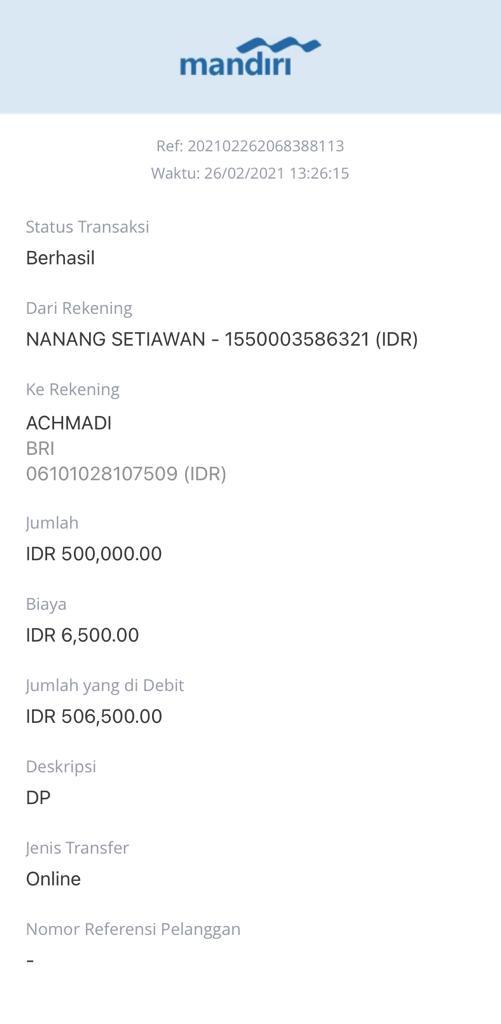 mandiri
Ref: 202102262068388113
Waktu: 26/02/2021 13:26:15
Status Transaksi
Berhasil
Dari Rekening
NANANG SETIAWAN - 1550003586321 (IDR)
Ke Rekening
ACHMADI
BRI
06101028107509 (IDR)
Jumlah
IDR 500,000.00
Biaya
IDR 6,500.00
Jumlah yang di Debit
IDR 506,500.00
Deskripsi
DP
Jenis Transfer
Online
Nomor Referensi Pelanggan
-